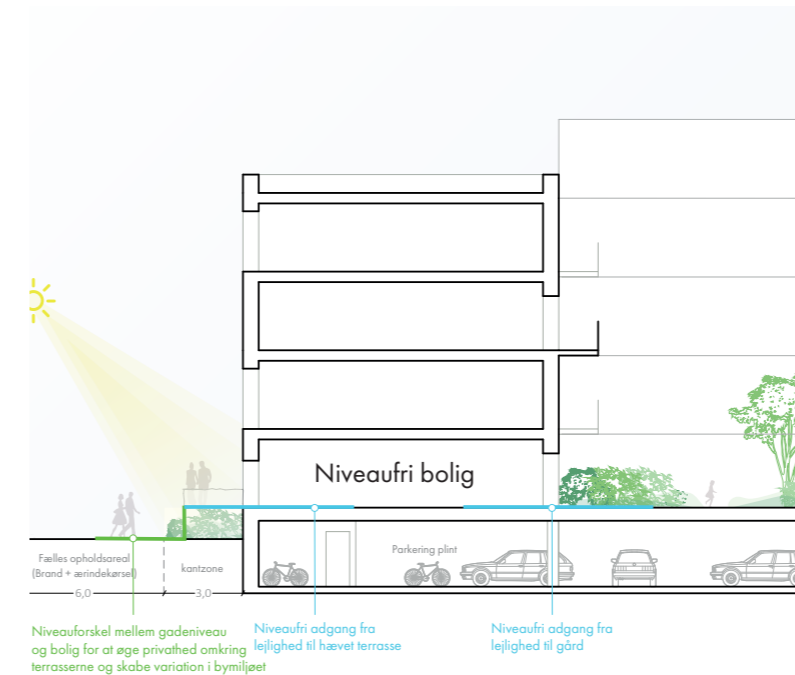 Niveaufri bolig
Parkering plint
Fælles opholdsareal
(Brand + ærindekørsel)
kantzone
6,0
3,0
Niveauforskel mellem gadeniveau
og bolig for at øge privathed omkring
terrasserne og skabe variation i bymiljøet
Niveaufri adgang fra
lejlighed til hævet terrasse
Niveaufri adgang fra
lejlighed til gård